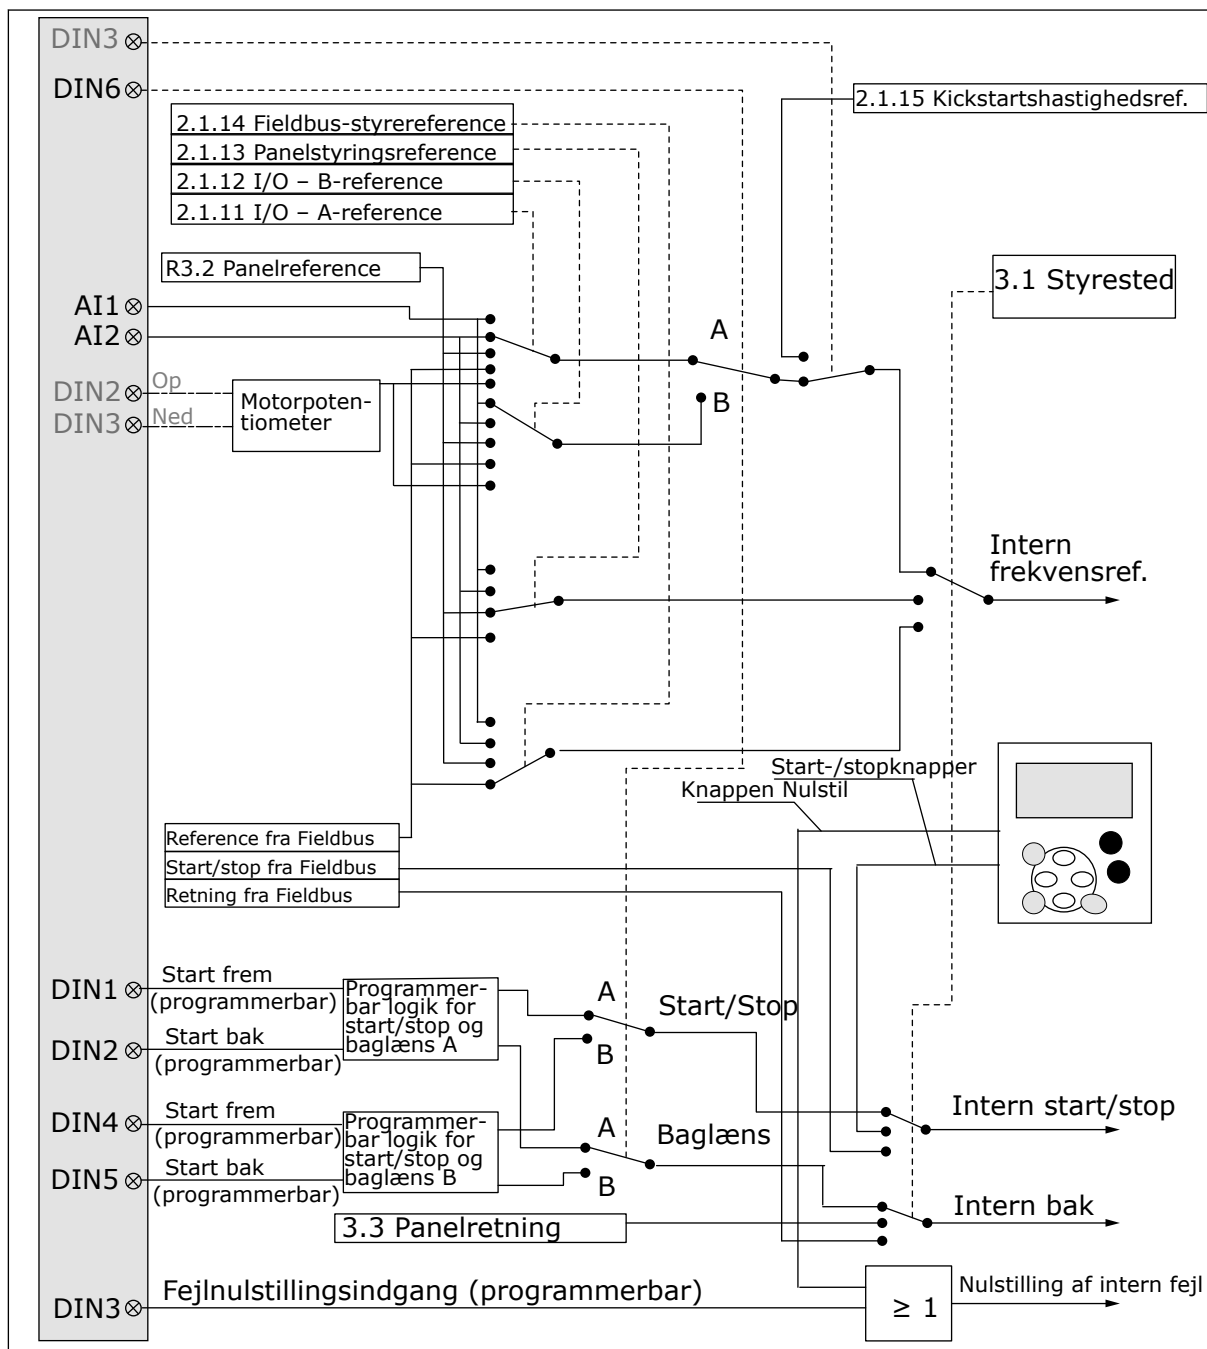 DIN3
DIN6
2.1.15 Kickstartshastighedsref.
2.1.14 Fieldbus-styrereference
2.1.13 Panelstyringsreference
2.1.12 I/O – B-reference
2.1.11 I/O – A-reference
R3.2 Panelreference
3.1 Styrested
AI1
AI2
A
DIN2
Op
DIN3
Ned
Motorpoten-
tiometer
B
Intern
frekvensref.
Start-/stopknapper
Knappen Nulstil
Reference fra Fieldbus
Start/stop fra Fieldbus
Retning fra Fieldbus
DIN1
Start frem
(programmerbar)
DIN2
Start bak
(programmerbar)
Programmer-
bar logik for
start/stop og
baglæns A
A
B
Start/Stop
DIN4
Start frem
(programmerbar)
DIN5
Start bak
(programmerbar)
Programmer-
bar logik for
start/stop og
baglæns B
A
B
Baglæns
Intern start/stop
3.3 Panelretning
Intern bak
DIN3
Fejlnulstillingsindgang (programmerbar)
≥ 1
Nulstilling af intern fejl